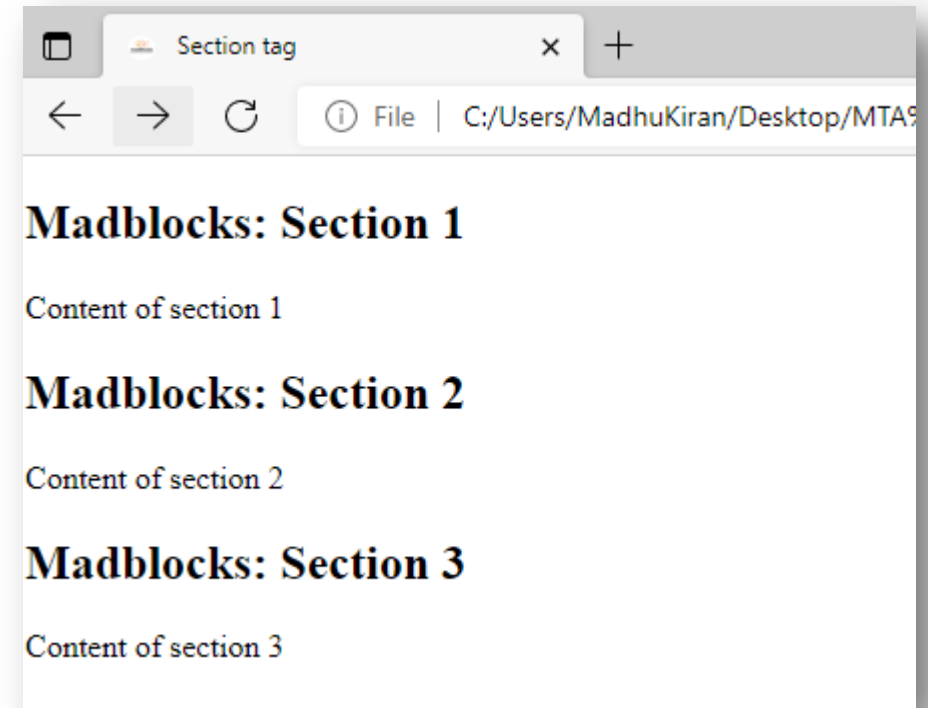 Section tag
File | C:/Users/MadhuKiran/Desktop/MTA%
Madblocks: Section 1
Content of section 1
Madblocks: Section 2
Content of section 2
Madblocks: Section 3
Content of section 3